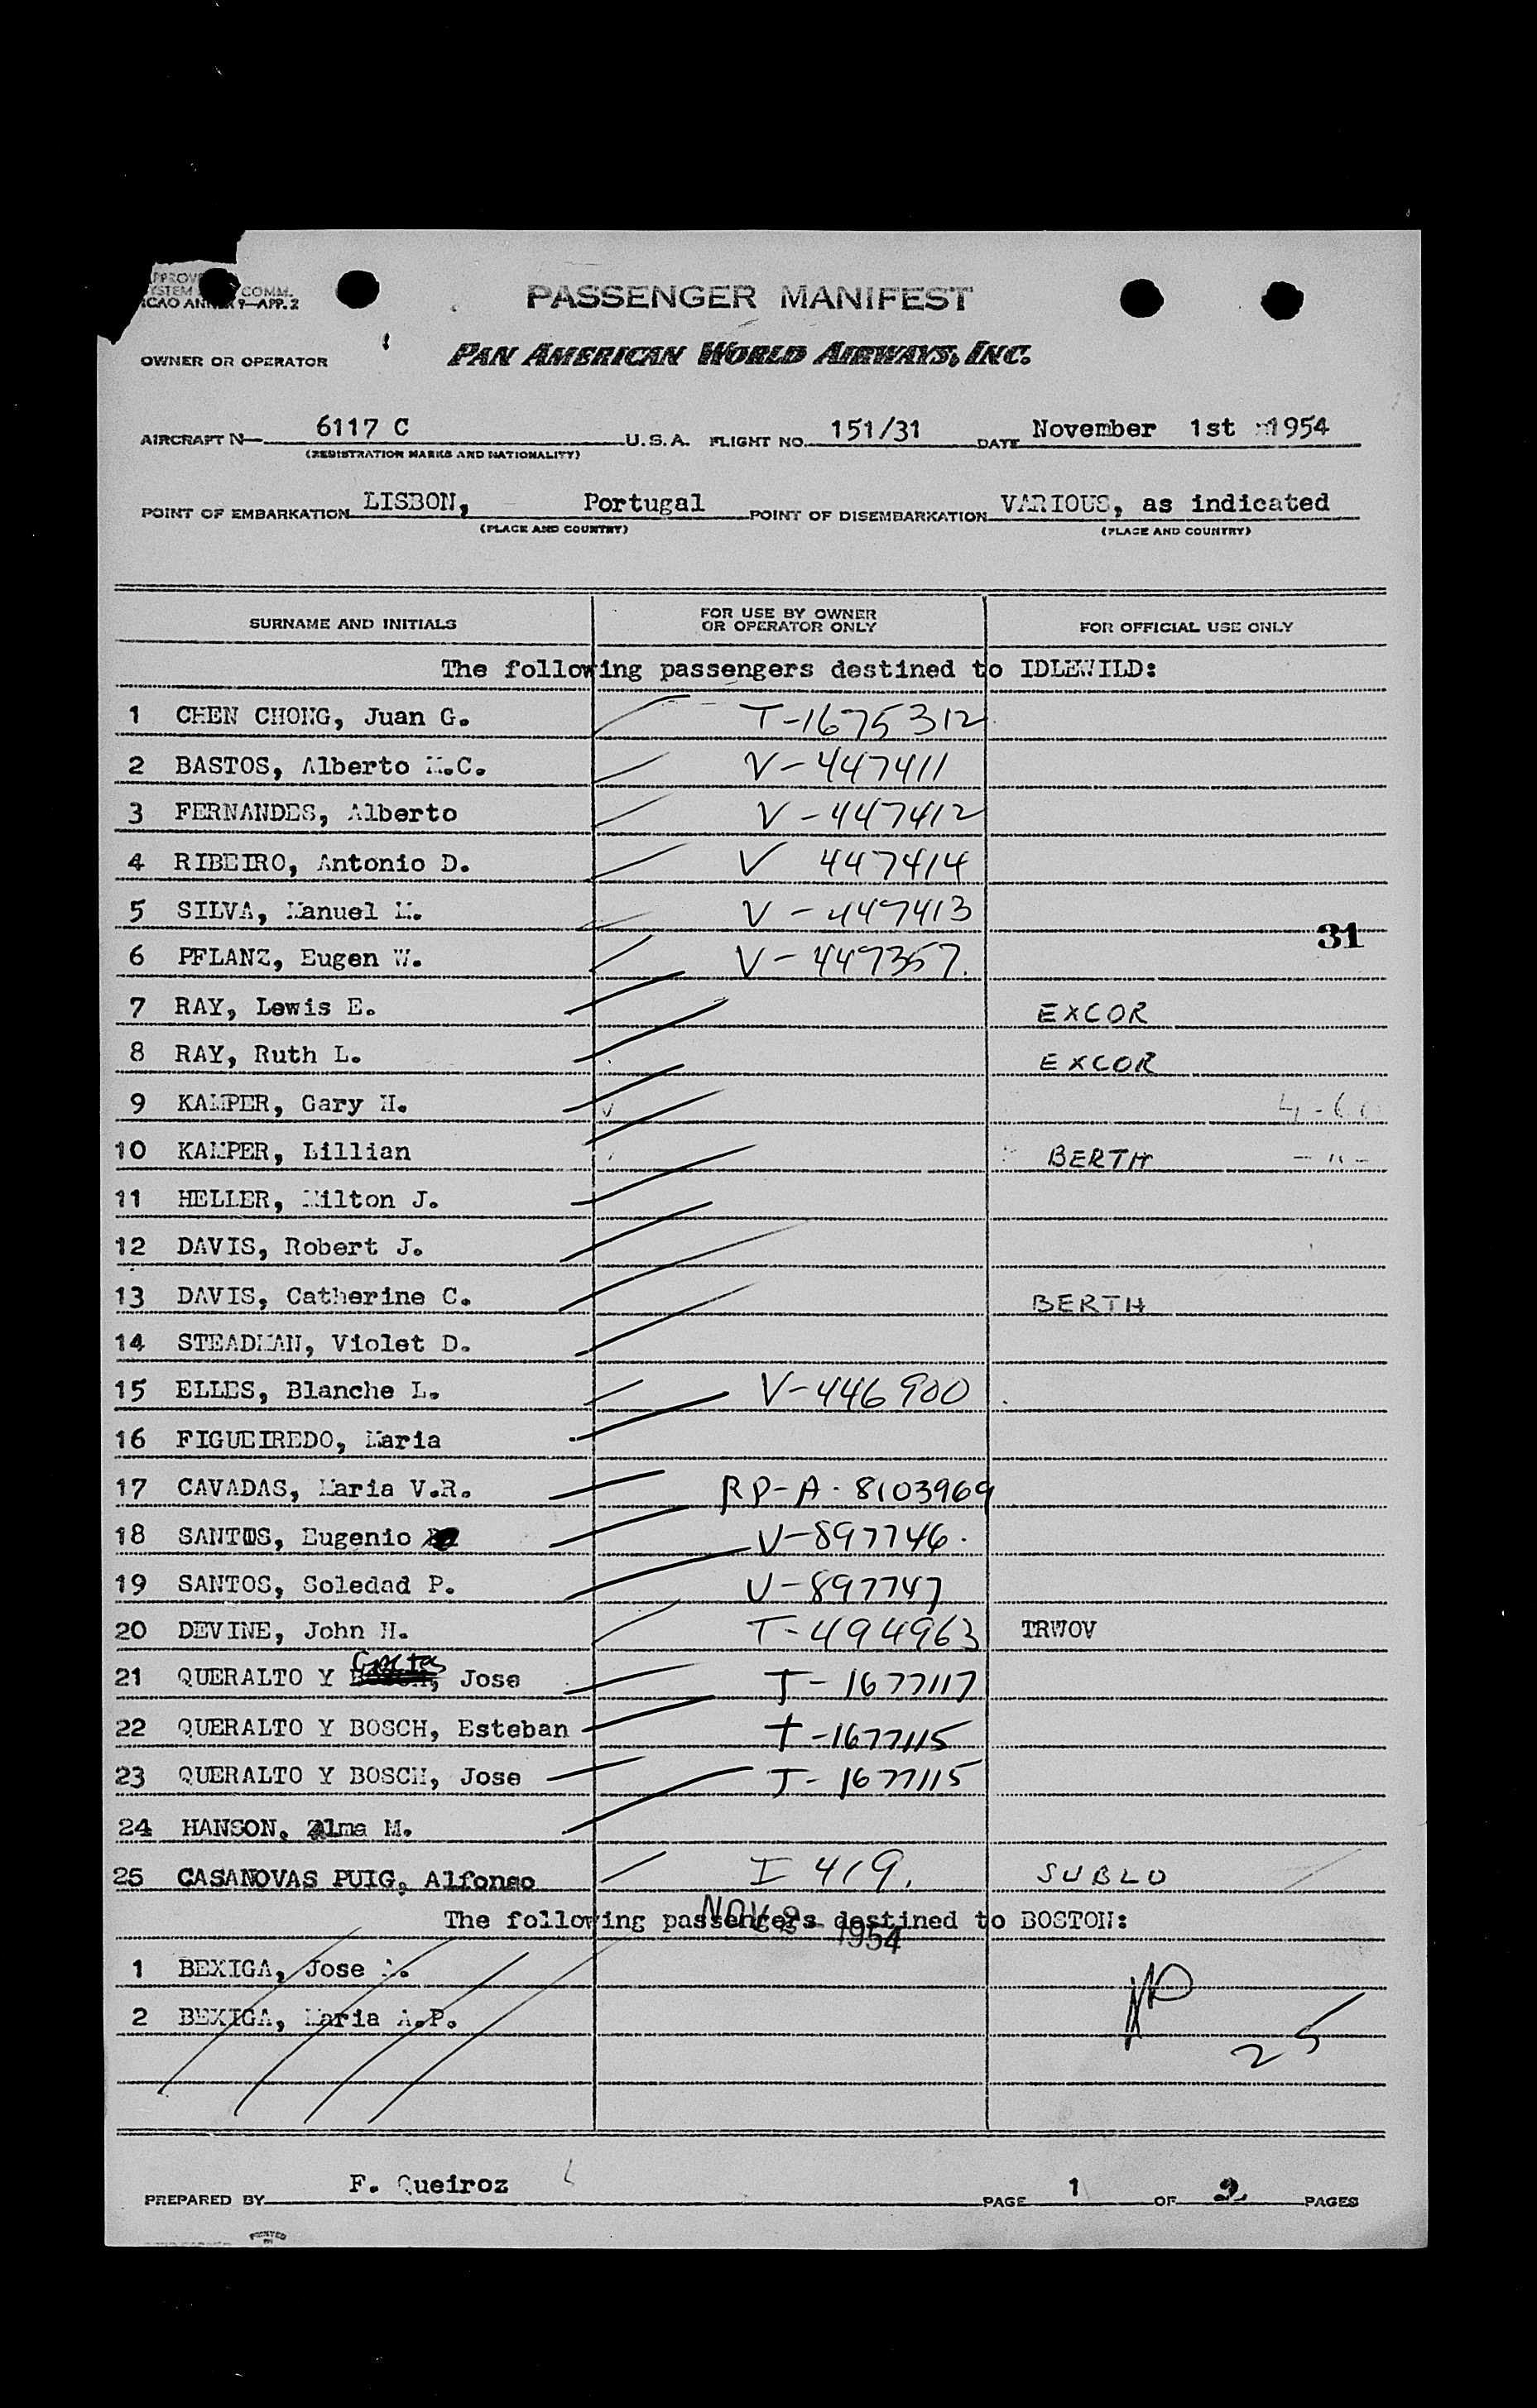 PASSENGER MANIFEST
COMM.
ICAO ANNEX 9—APP. 2
OWNER OR OPERATOR PAN AMERICAN WORLD AIRWAYS, INC.
AIRCRAFT N— 6117 C U.S.A. FLIGHT NO. 151/31 DATE November 1st 1954
(REGISTRATION MARKS AND NATIONALITY)
POINT OF EMBARKATION LISBON, Portugal POINT OF DISEMBARKATION VARIOUS, as indicated
(PLACE AND COUNTRY) (PLACE AND COUNTRY)
SURNAME AND INITIALS FOR USE BY OWNER OR OPERATOR ONLY FOR OFFICIAL USE ONLY
The following passengers destined to IDLEWILD:
1 CHEN CHONG, Juan G. T-1675312
2 BASTOS, Alberto M.C. V-447411
3 FERNANDES, Alberto V-447412
4 RIBEIRO, Antonio D. V 447414
5 SILVA, Manuel M. V-447413
31
6 PFLANZ, Eugen W. V-447357.
7 RAY, Lewis E. EXCOR
8 RAY, Ruth L. EXCOR
9 KAMPER, Gary H.
10 KAMPER, Lillian BERTH - " -
11 HELLER, Milton J.
12 DAVIS, Robert J.
13 DAVIS, Catherine C. BERTH
14 STEADMAN, Violet D.
15 ELLES, Blanche L. V-446900
16 FIGUEIREDO, Maria
17 CAVADAS, Maria V.R. RP-A-8103969
18 SANTOS, Eugenio V-897746.
19 SANTOS, Soledad P. V-897747
20 DEVINE, John H. T-494963 TRWOV
21 QUERALTO Y Jose T-1677117
22 QUERALTO Y BOSCH, Esteban T-1677115
23 QUERALTO Y BOSCH, Jose T-1677115
24 HANSON, Alma M.
25 CASANOVAS PUIG, Alfonso I 419. SUBLO
The following passengers destined to BOSTON:
NOV 2 - 1954
1 BEXIGA, Jose
2 BEXIGA, Maria A.P.
25
PREPARED BY F. Queiroz PAGE 1 OF 2 PAGES
PRINTED